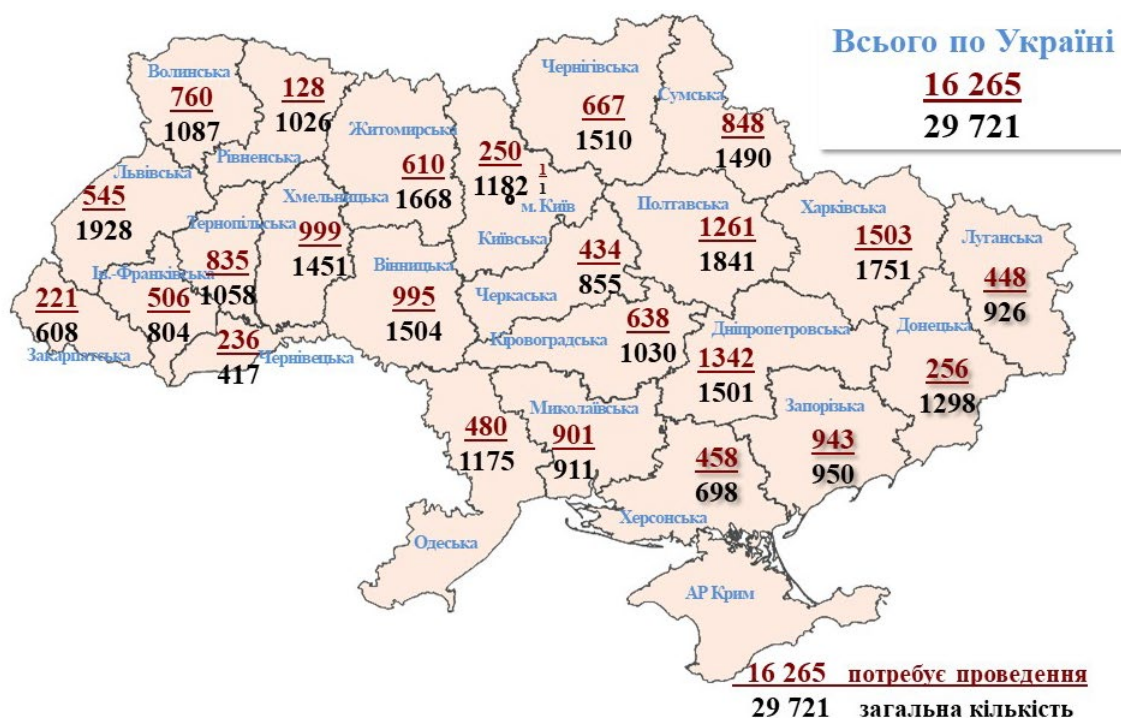 Всього по Україні
16 265
29 721
Волинська
760
1087
128
1026
Рівненська
Житомирська
610
1668
Чернігівська
667
1510
Сумська
848
1490
250
1182
1
1
м. Київ
Київська
Львівська
545
1928
Тернопільська
835
1058
Хмельницька
999
1451
Вінницька
995
1504
434
855
Черкаська
Полтавська
1261
1841
Харківська
1503
1751
Луганська
448
926
Ів.-Франківська
506
804
221
608
Закарпатська
236
417
Чернівецька
638
Кіровоградська
1030
Дніпропетровська
1342
1501
Донецька
256
1298
Запорізька
943
950
Миколаївська
901
911
480
1175
Одеська
458
698
Херсонська
АР Крим
16 265 потребує проведення
29 721 загальна кількість